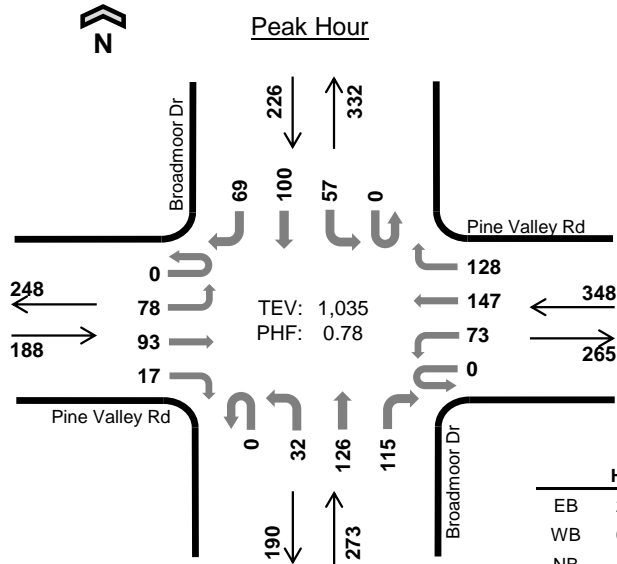 Peak Hour
N
Broadmoor Dr
226
332
69
100
57
0
Pine Valley Rd
0
78
93
17
248
188
TEV: 1,035
PHF: 0.78
128
147
73
0
348
265
Pine Valley Rd
0
32
126
115
Broadmoor Dr
190
273
EB
WB